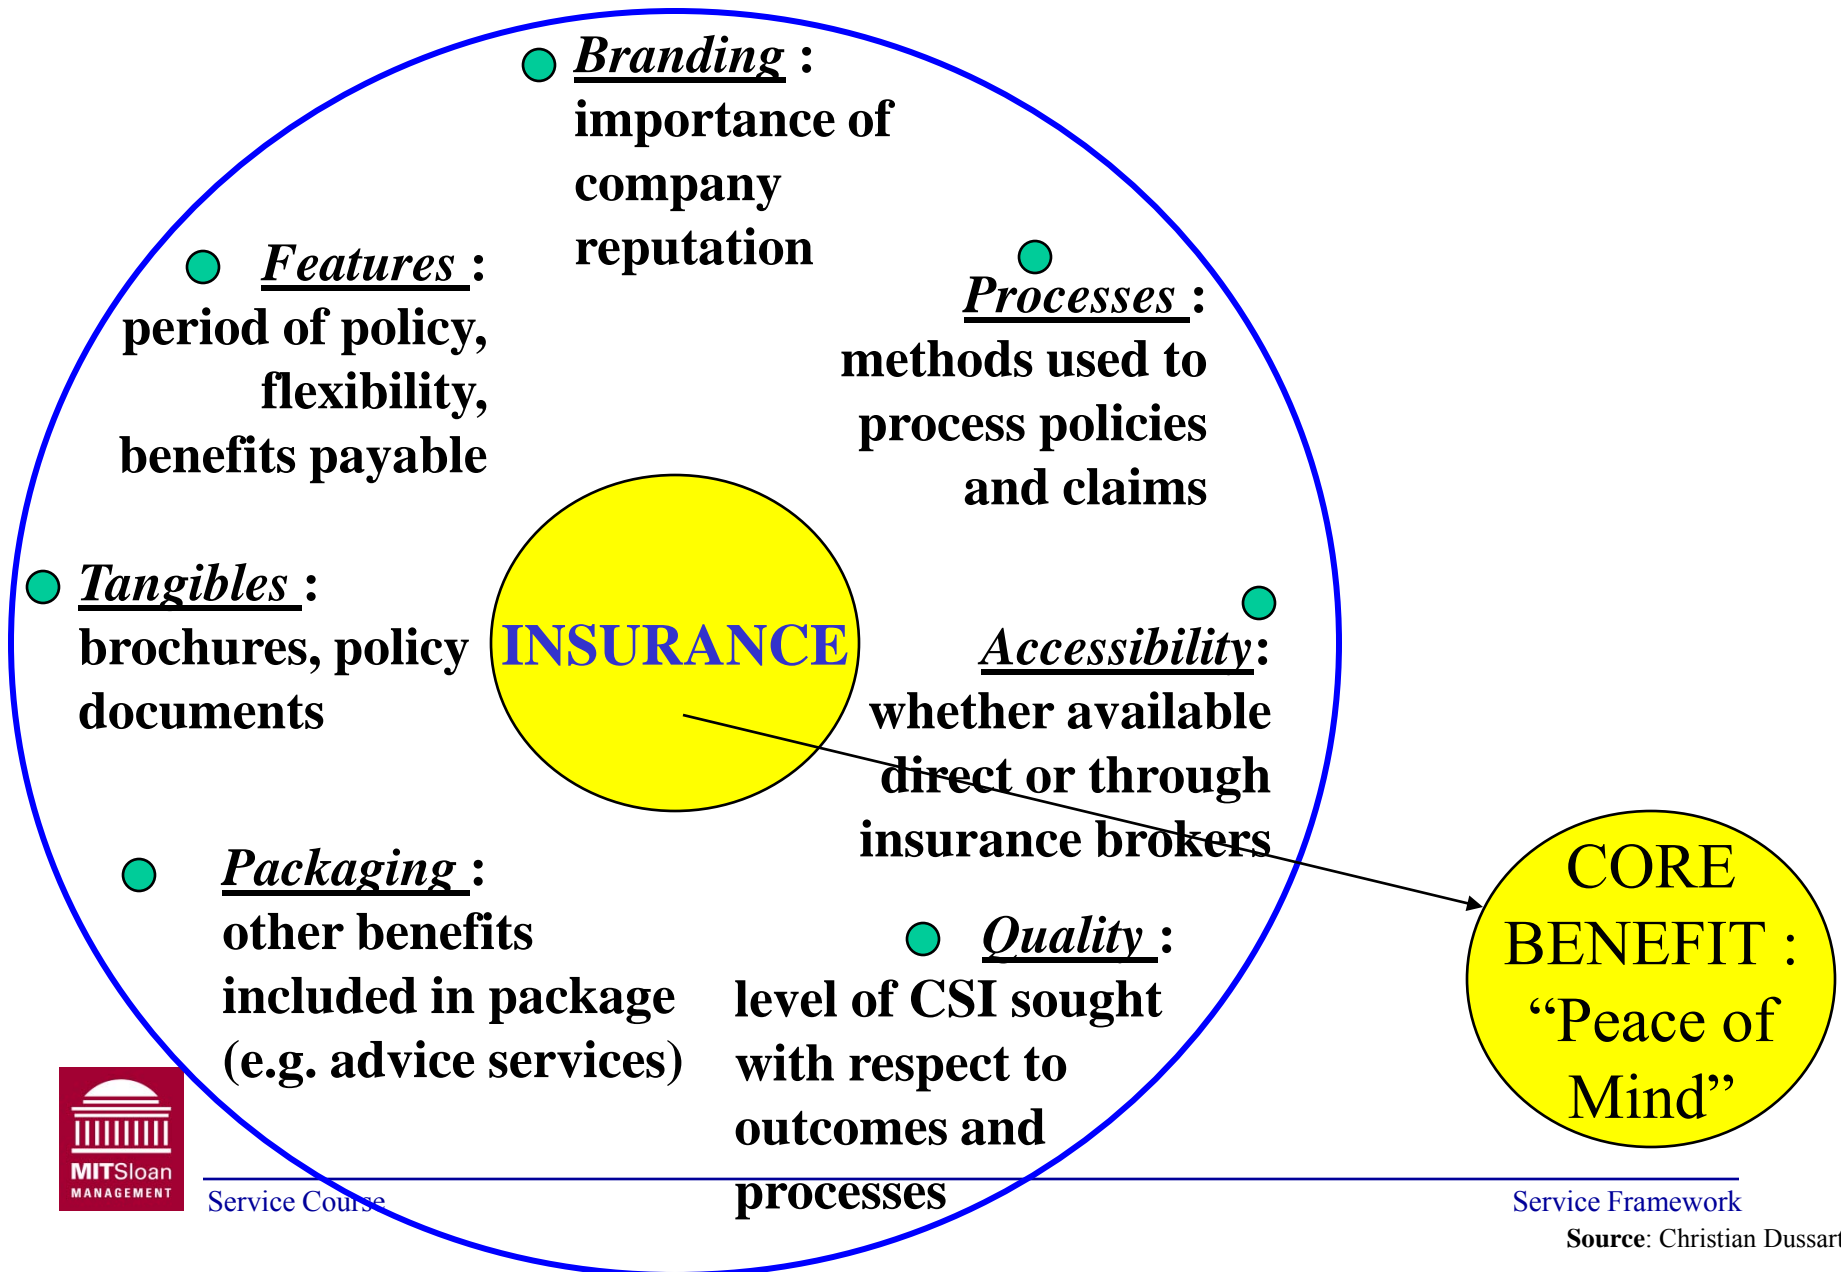 Branding :
importance of
company
reputation
Features :
period of policy,
flexibility,
benefits payable
Processes :
methods used to
process policies
and claims
Tangibles :
brochures, policy
documents
INSURANCE
Accessibility:
whether available
direct or through
insurance brokers
Packaging :
other benefits
included in package
(e.g. advice services)
Quality :
level of CSI sought
with respect to
outcomes and
processes
CORE
BENEFIT :
“Peace of
Mind”
MITSloan
MANAGEMENT
Service Course
Service Framework
Source: Christian Dussart